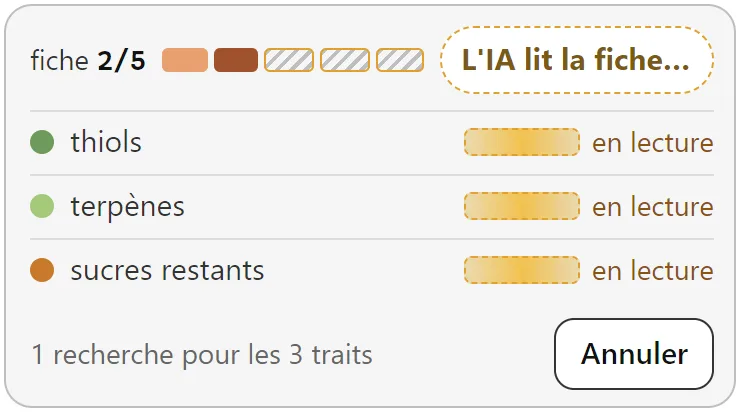 fiche 2/5 L'IA lit la fiche...
thiols en lecture
terpènes en lecture
sucres restants en lecture
1 recherche pour les 3 traits Annuler